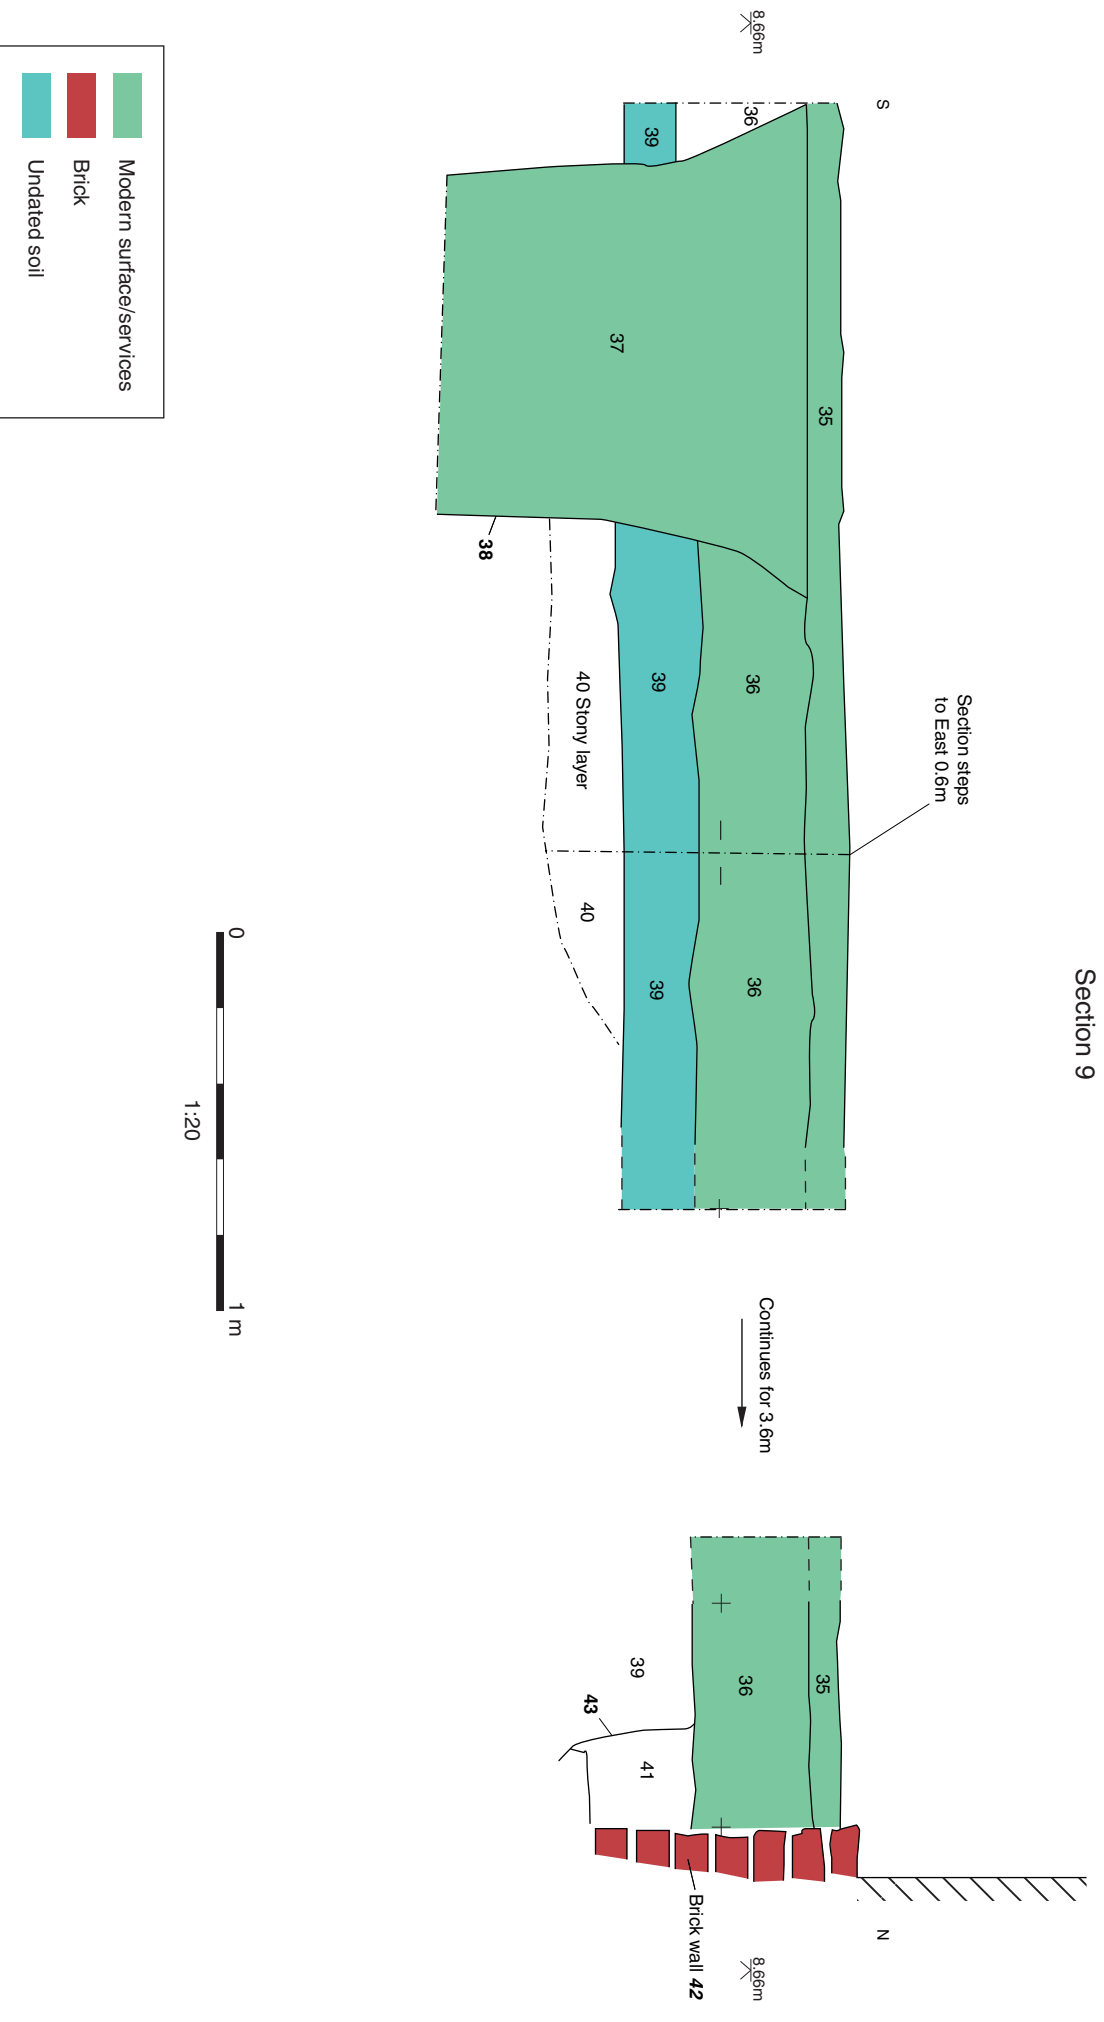 Section 9
S
N
8.66m
8.66m
Section steps
to East 0.6m
Continues for 3.6m
35
35
36
36
36
36
37
38
39
39
39
39
40 Stony layer
40
41
43
Brick wall 42
0
1 m
1:20
Modern surface/services
Brick
Undated soil